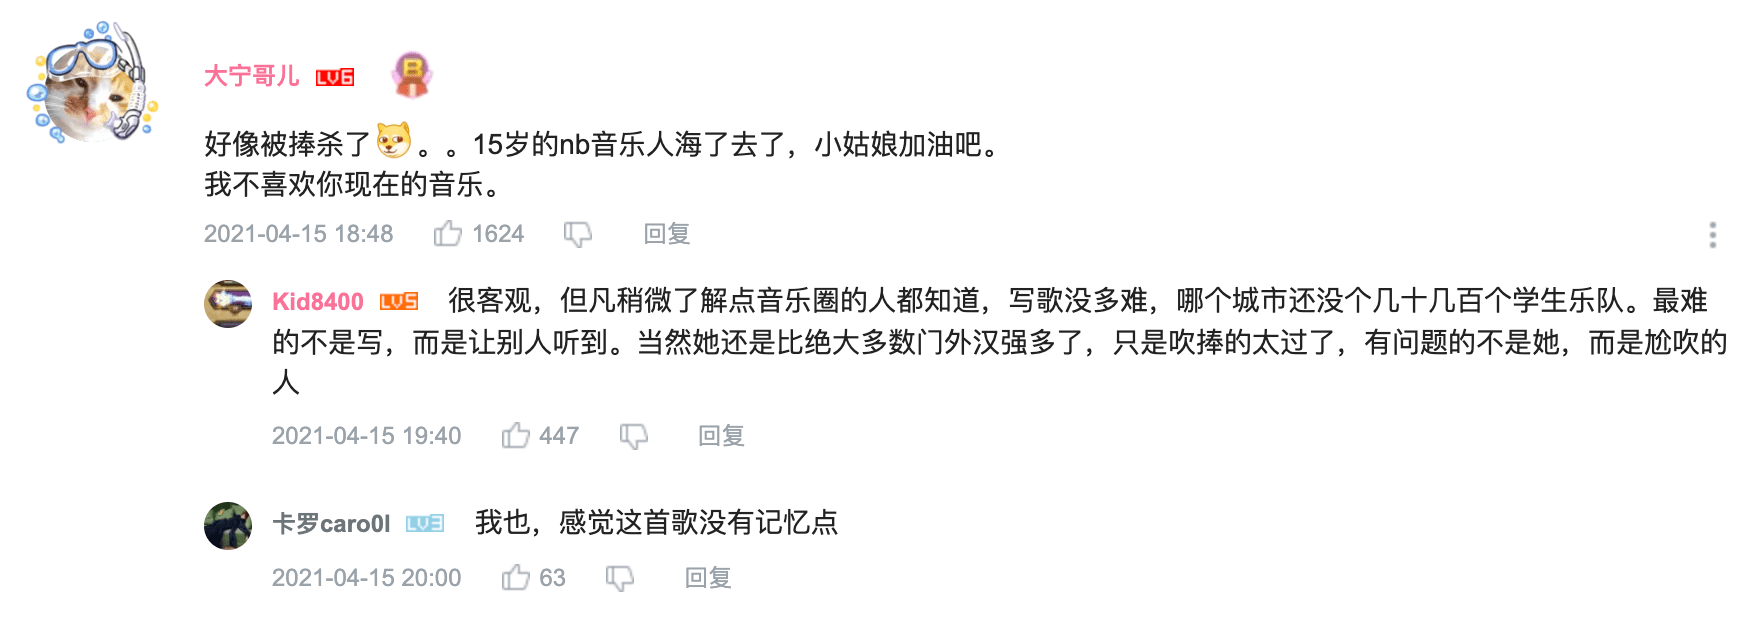 大宁哥儿 LV6
好像被捧杀了。。15岁的nb音乐人海了去了，小姑娘加油吧。
我不喜欢你现在的音乐。
2021-04-15 18:48 1624 回复
Kid8400 LV5 很客观，但凡稍微了解点音乐圈的人都知道，写歌没多难，哪个城市还没个几十几百个学生乐队。最难
的不是写，而是让别人听到。当然她还是比绝大多数门外汉强多了，只是吹捧的太过了，有问题的不是她，而是尬吹的
人
2021-04-15 19:40 447 回复
卡罗caro0l LV3 我也，感觉这首歌没有记忆点
2021-04-15 20:00 63 回复